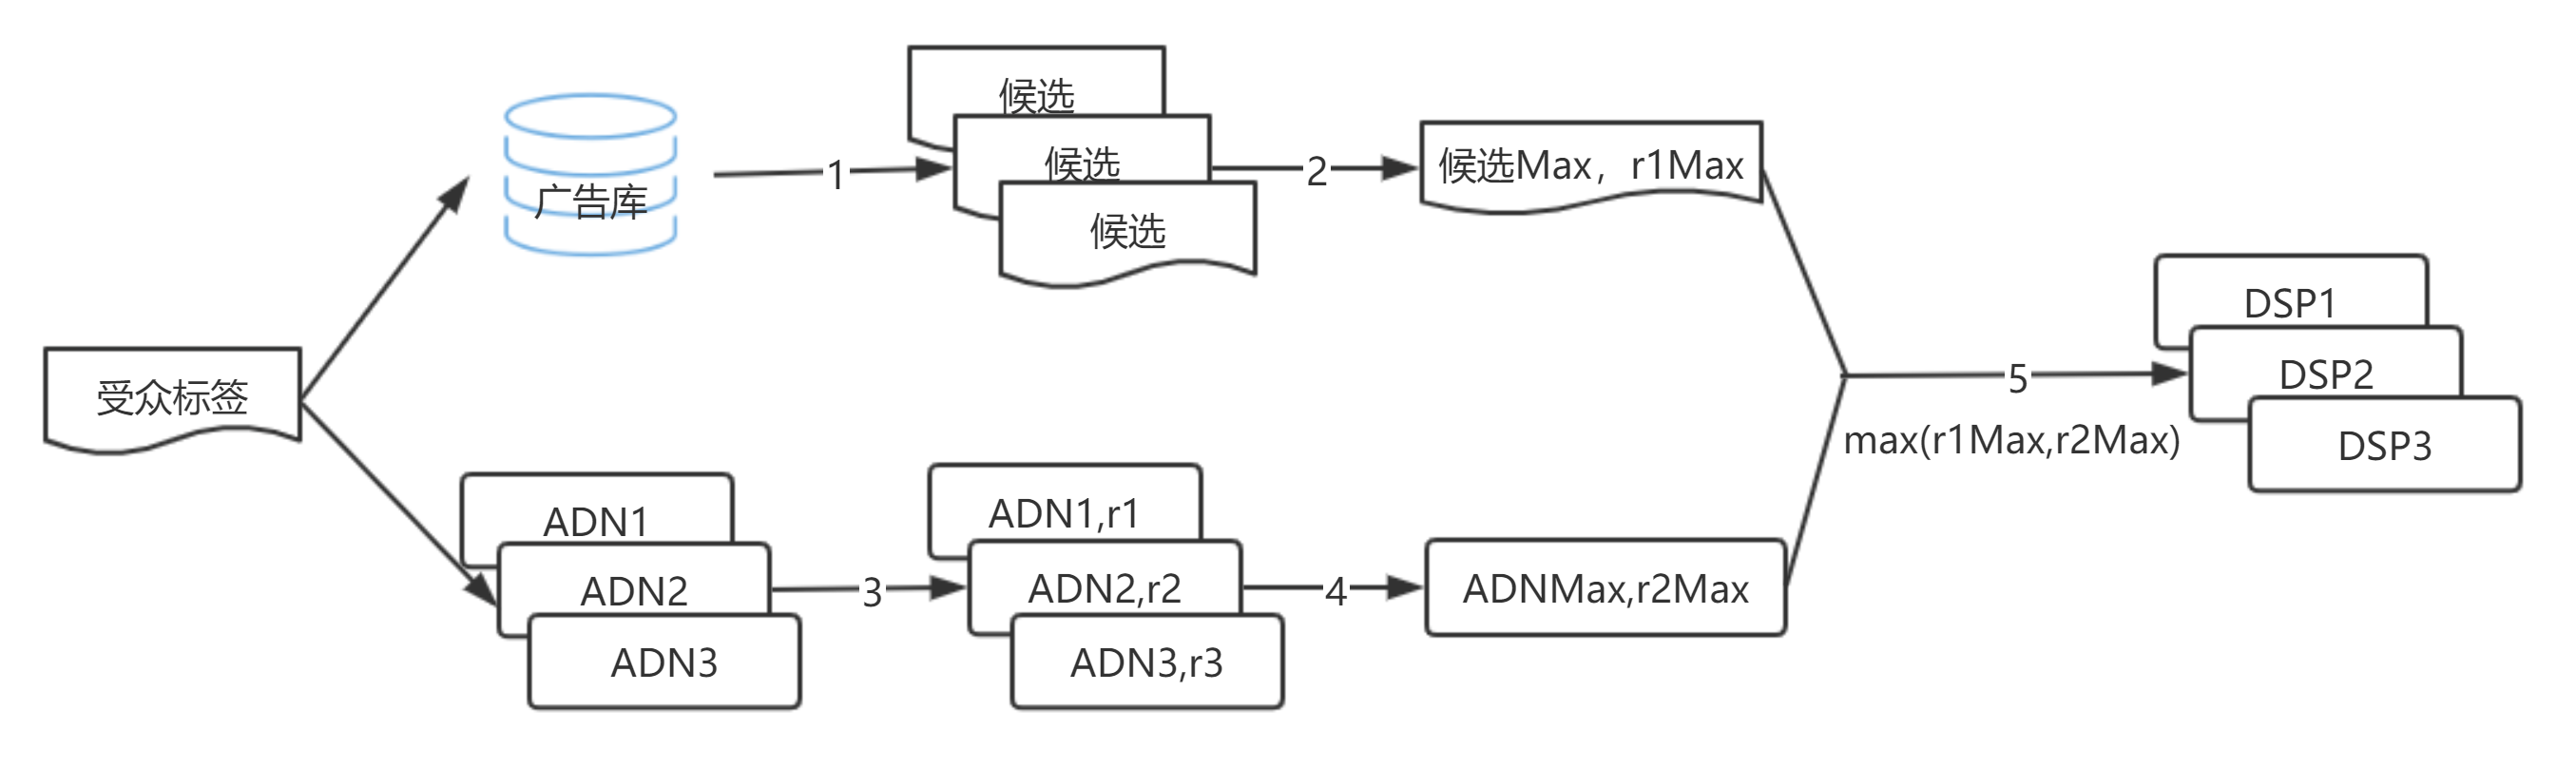 受众标签
广告库
1
候选
候选
候选
2
候选Max，r1Max
ADN1
ADN2
ADN3
3
ADN1,r1
ADN2,r2
ADN3,r3
4
ADNMax,r2Max
5
max(r1Max,r2Max)
DSP1
DSP2
DSP3